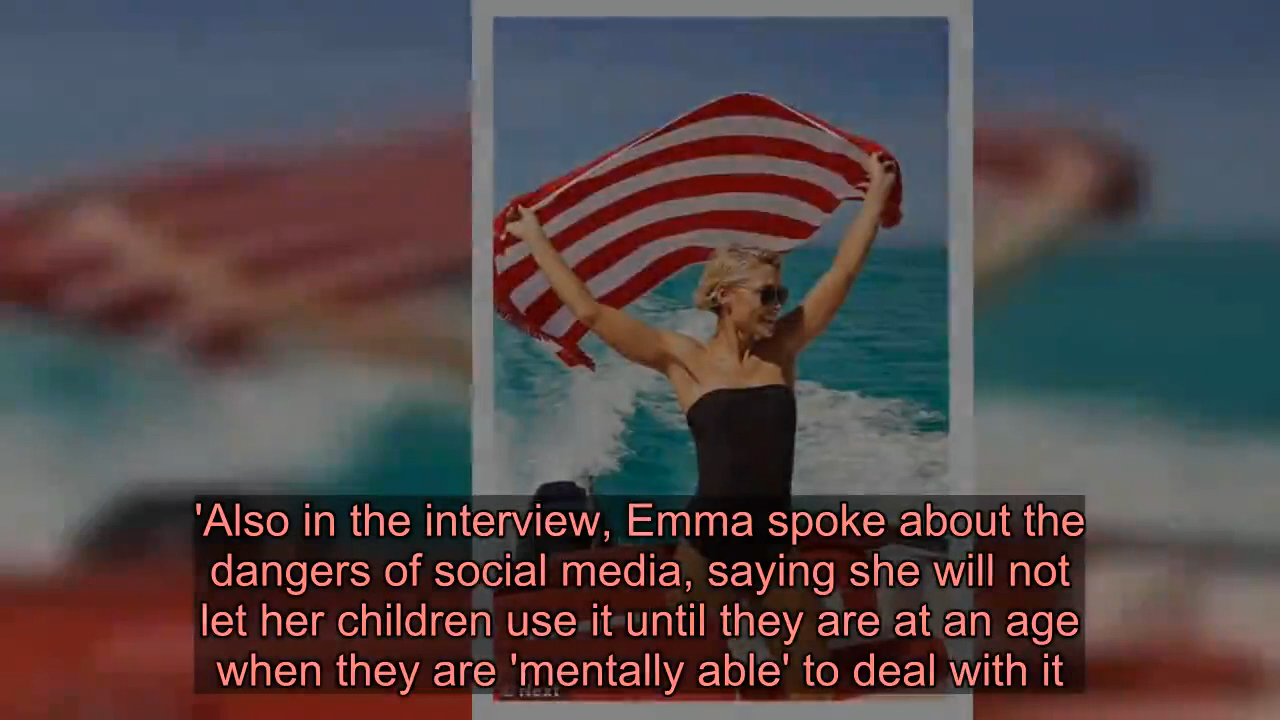 'Also in the interview, Emma spoke about the
dangers of social media, saying she will not
let her children use it until they are at an age
when they are 'mentally able' to deal with it
Next